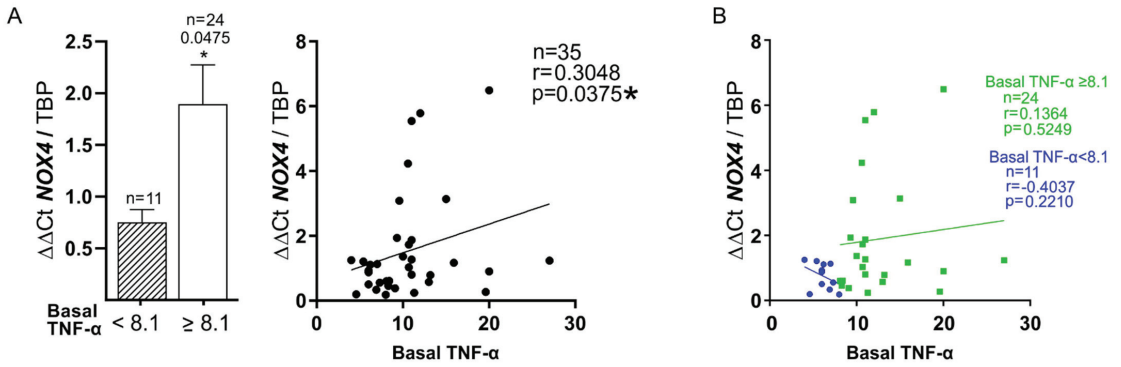 A
n=24
0.0475
*
n=11
2.5
2.0
1.5
1.0
0.5
ΔΔCt NOX4 / TBP
Basal
TNF-α
< 8.1
≥ 8.1
n=35
r=0.3048
p=0.0375*
8
6
4
2
0
ΔΔCt NOX4 / TBP
0 10 20 30
Basal TNF-α
B
Basal TNF-α ≥8.1
n=24
r=0.1364
p=0.5249
Basal TNF-α<8.1
n=11
r=-0.4037
p=0.2210
8
6
4
2
0
ΔΔCt NOX4 / TBP
0 10 20 30
Basal TNF-α